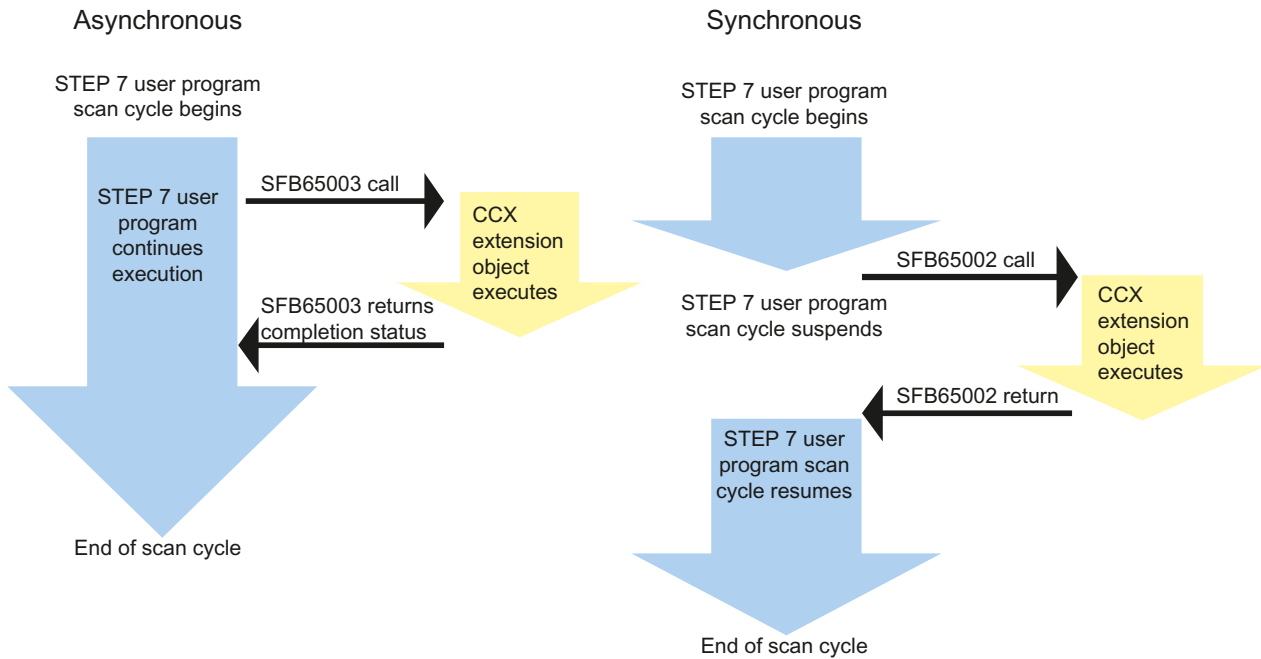 Asynchronous
STEP 7 user program
scan cycle begins
STEP 7 user
program
continues
execution
SFB65003 call
CCX
extension
object
executes
SFB65003 returns
completion status
End of scan cycle
Synchronous
STEP 7 user program
scan cycle begins
SFB65002 call
STEP 7 user program
scan cycle suspends
CCX
extension
object
executes
SFB65002 return
STEP 7 user
program scan
cycle resumes
End of scan cycle